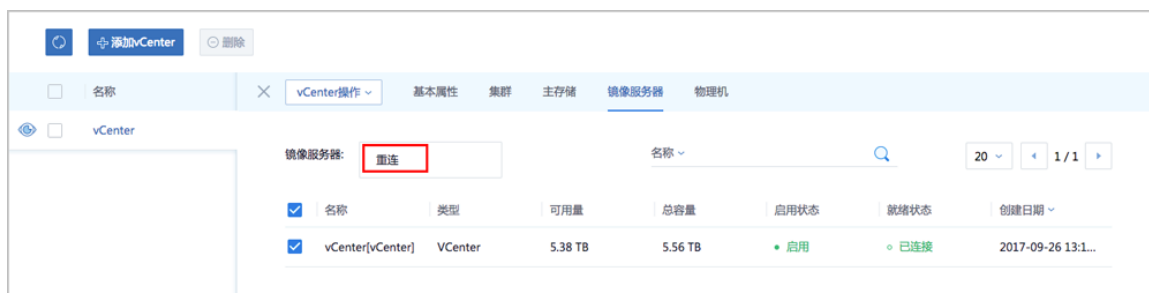 添加vCenter 删除
名称 vCenter操作 基本属性 集群 主存储 镜像服务器 物理机
vCenter
镜像服务器: 重连 名称 20 1 / 1
名称 类型 可用量 总容量 启用状态 就绪状态 创建日期
vCenter[vCenter] VCenter 5.38 TB 5.56 TB 启用 已连接 2017-09-26 13:1...